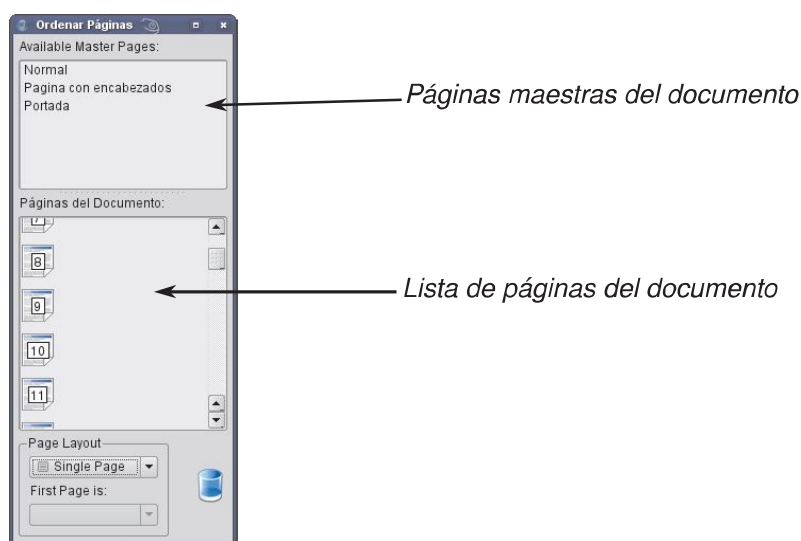 Ordenar Páginas
Available Master Pages:
Normal
Pagina con encabezados
Portada
Páginas maestras del documento
Páginas del Documento:
7
8
9
Lista de páginas del documento
10
11
Page Layout
Single Page
First Page is: